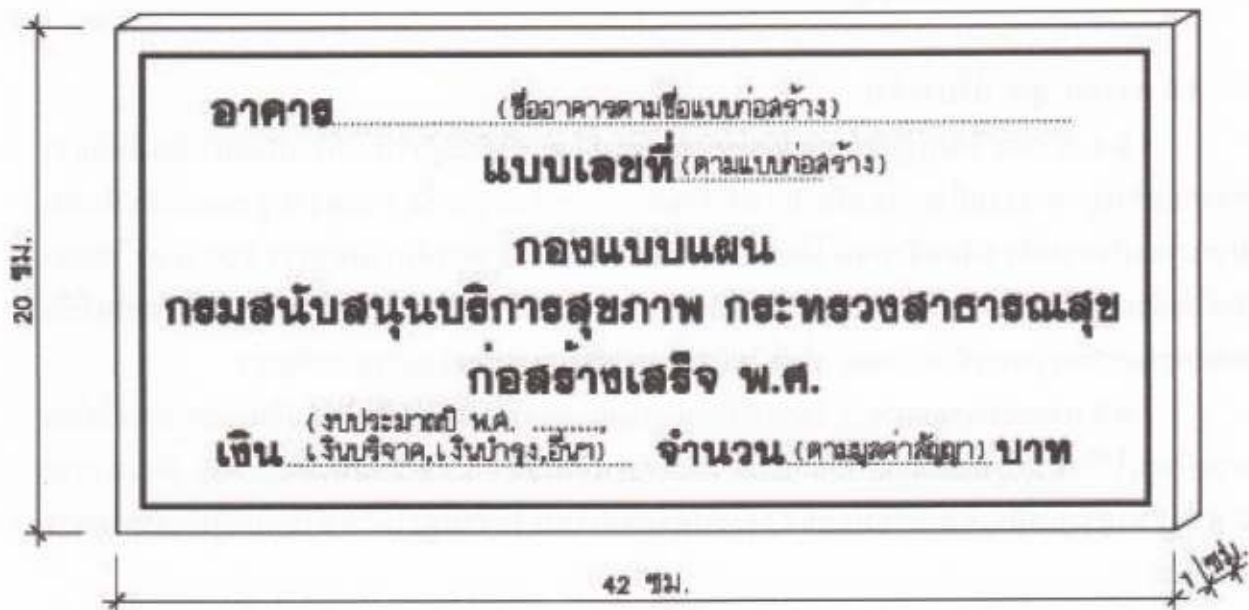 อาคาร (ชื่ออาคารตามชื่อแบบก่อสร้าง)
แบบเลขที่ (ตามแบบก่อสร้าง)
กองแบบแผน
กรมสนับสนุนบริการสุขภาพ กระทรวงสาธารณสุข
ก่อสร้างเสร็จ พ.ศ.
(งบประมาณปี พ.ศ. ..........,
เงิน เงินบริจาค,เงินบำรุง,อื่นๆ) จำนวน (ตามมูลค่าสัญญา) บาท
20 ซม.
42 ซม.
1 ซม.